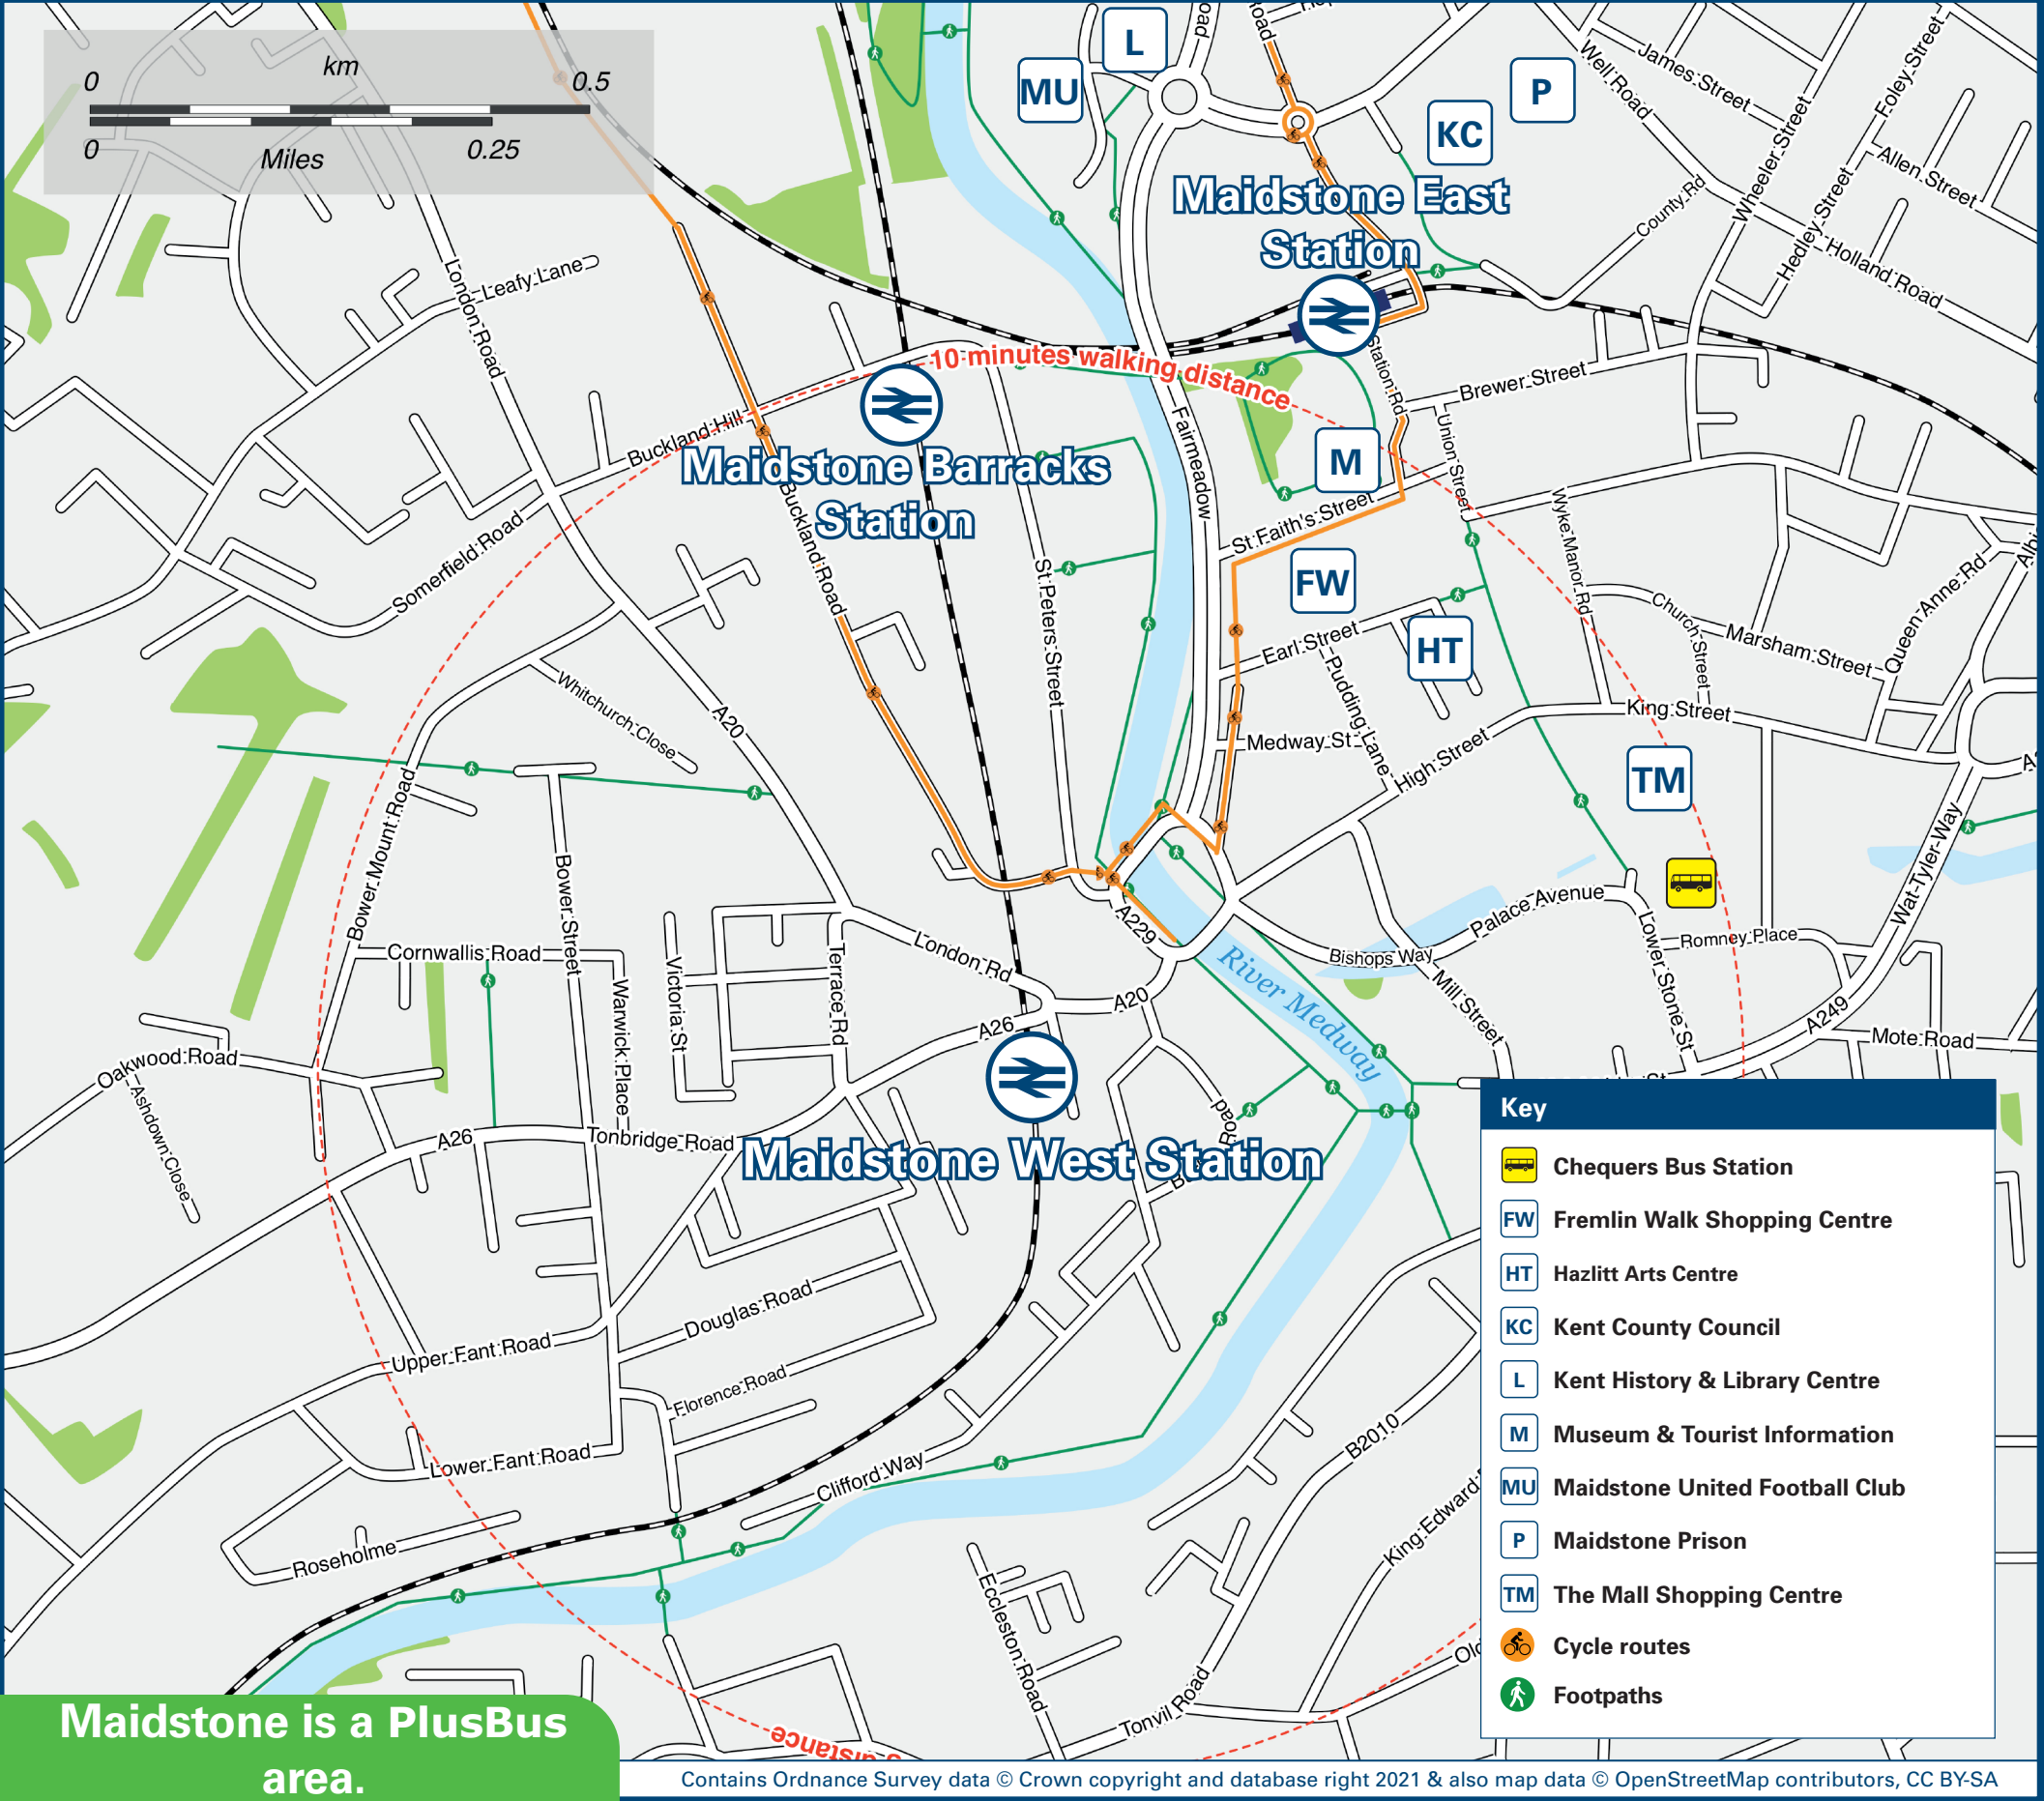 km
0
0.5
0
Miles
0.25
L
MU
P
KC
Road
James Street
Well Road
Foley Street
Wheeler Street
Allen Street
Hedley Street
County Rd
Holland Road
Maidstone East
Station
London Road
Leafy Lane
10 minutes walking distance
Station Rd
Brewer Street
Union Street
Buckland Hill
Fairmeadow
M
Maidstone Barracks
Station
Buckland Road
Somerfield Road
St Faith's Street
Wyke Manor Rd
FW
St Peters Street
Earl Street
HT
Church Street
Marsham Street
Queen Anne Rd
Whitchurch Close
A20
Pudding Lane
King Street
Medway St
High Street
TM
Bower Mount Road
Bower Street
Wat Tyler Way
Palace Avenue
A229
Cornwallis Road
London Rd
Terrace Rd
Victoria St
Warwick Place
River Medway
Bishops Way
Mill Street
Lower Stone St
Romney Place
A20
A26
A249
Mote Road
Oakwood Road
Ashdown Close
A26
Tonbridge Road
Maidstone West Station
Road
Upper Fant Road
Douglas Road
Florence Road
Lower Fant Road
Clifford Way
B2010
King Edward
Roseholme
Eccleston Road
Tonvil Road
distance
Key
Chequers Bus Station
FW Fremlin Walk Shopping Centre
HT Hazlitt Arts Centre
KC Kent County Council
L Kent History & Library Centre
M Museum & Tourist Information
MU Maidstone United Football Club
P Maidstone Prison
TM The Mall Shopping Centre
Cycle routes
Footpaths
Maidstone is a PlusBus
area.
Contains Ordnance Survey data © Crown copyright and database right 2021 & also map data © OpenStreetMap contributors, CC BY-SA